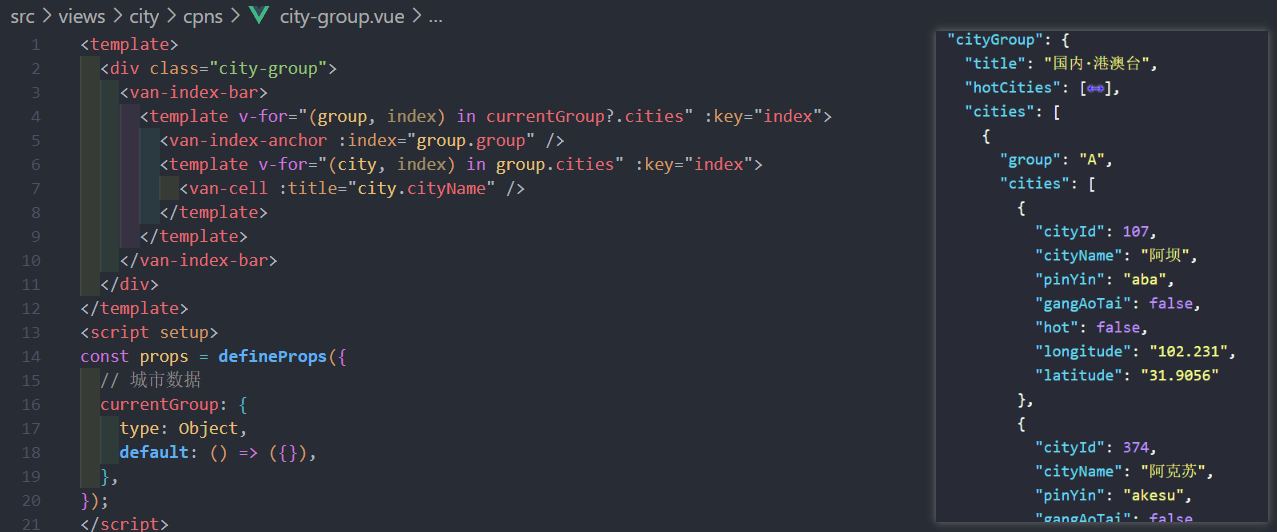 src > views > city > cpns > city-group.vue > ...
1 <template>
2 <div class="city-group">
3 <van-index-bar>
4 <template v-for="(group, index) in currentGroup?.cities" :key="index">
5 <van-index-anchor :index="group.group" />
6 <template v-for="(city, index) in group.cities" :key="index">
7 <van-cell :title="city.cityName" />
8 </template>
9 </template>
10 </van-index-bar>
11 </div>
12 </template>
13 <script setup>
14 const props = defineProps({
15 // 城市数据
16 currentGroup: {
17 type: Object,
18 default: () => ({}),
19 },
20 });
21 </script>
"cityGroup": {
"title": "国内·港澳台",
"hotCities": [↔],
"cities": [
{
"group": "A",
"cities": [
{
"cityId": 107,
"cityName": "阿坝",
"pinYin": "aba",
"gangAoTai": false,
"hot": false,
"longitude": "102.231",
"latitude": "31.9056"
},
{
"cityId": 374,
"cityName": "阿克苏",
"pinYin": "akesu",
"gangAoTai": false